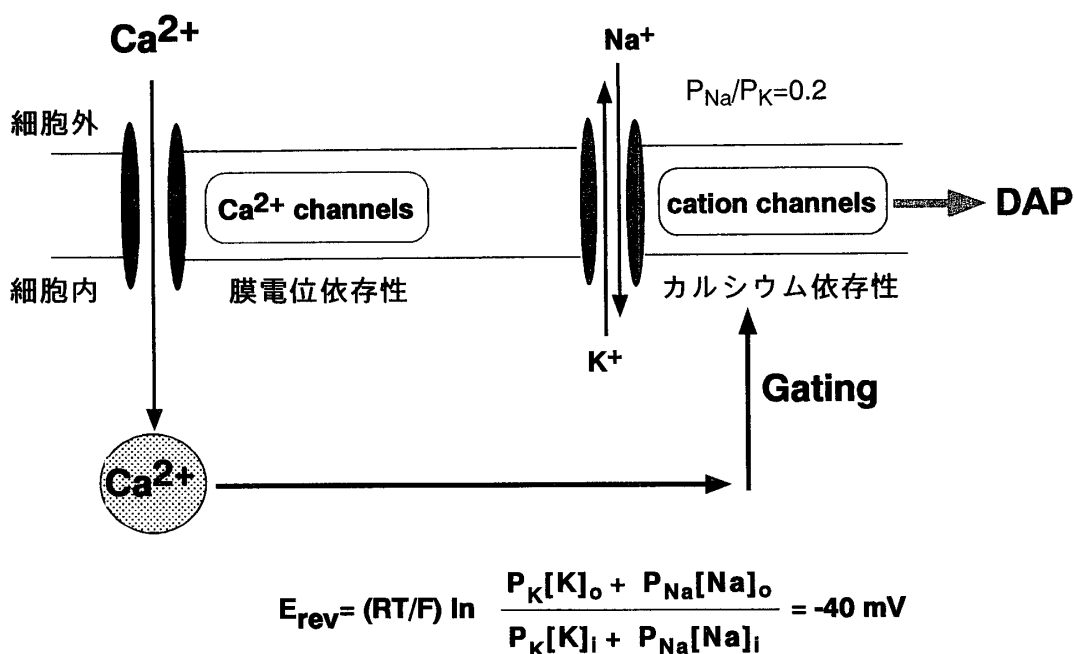 Ca2+
Na+
PNa/PK=0.2
細胞外
Ca2+ channels
cation channels
DAP
細胞内
膜電位依存性
カルシウム依存性
K+
Gating
Ca2+
Erev= (RT/F) ln PK[K]o + PNa[Na]o / PK[K]i + PNa[Na]i = -40 mV